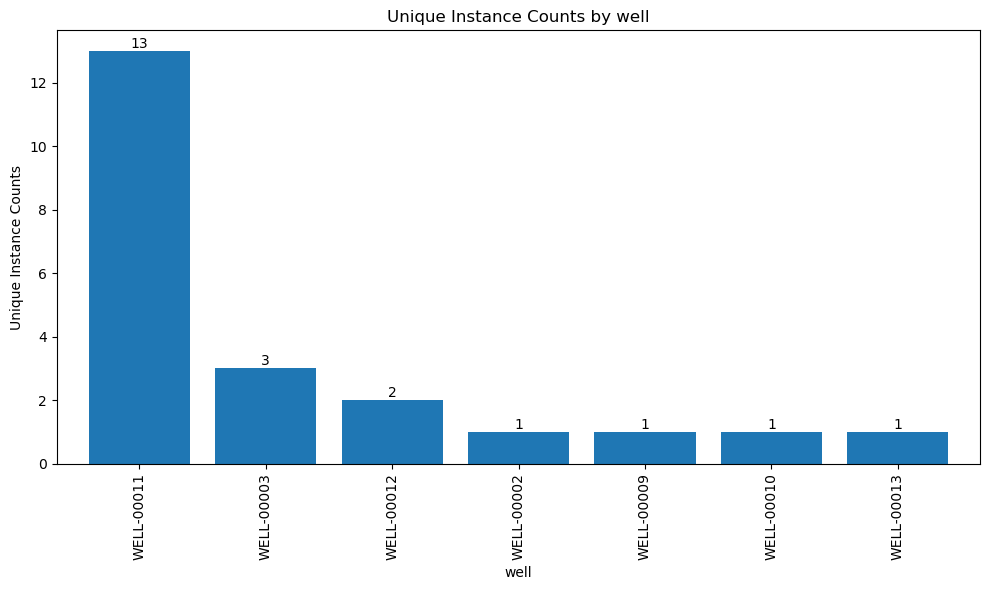 Unique Instance Counts by well
Unique Instance Counts
12
10
8
6
4
2
0
13
3
2
1
1
1
1
WELL-00011
WELL-00003
WELL-00012
WELL-00002
WELL-00009
WELL-00010
WELL-00013
well